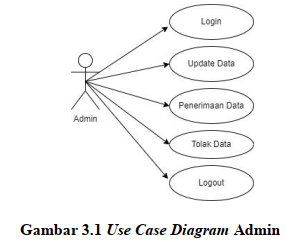 Login
Update Data
Penerimaan Data
Admin
Tolak Data
Logout
Gambar 3.1 Use Case Diagram Admin